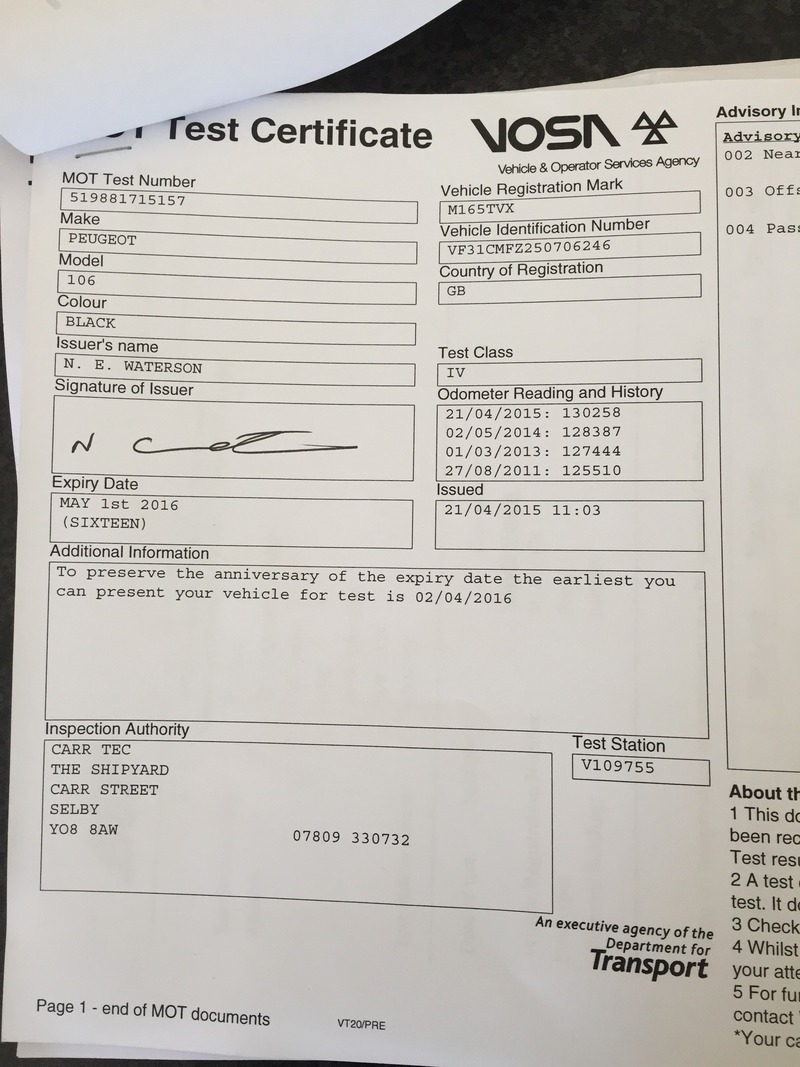 Test Certificate
VOSA
Vehicle & Operator Services Agency
MOT Test Number
519881715157
Make
PEUGEOT
Model
106
Colour
BLACK
Issuer's name
N. E. WATERSON
Signature of Issuer
Expiry Date
MAY 1st 2016
(SIXTEEN)
Vehicle Registration Mark
M165TVX
Vehicle Identification Number
VF31CMFZ250706246
Country of Registration
GB
Test Class
IV
Odometer Reading and History
21/04/2015: 130258
02/05/2014: 128387
01/03/2013: 127444
27/08/2011: 125510
Issued
21/04/2015 11:03
Additional Information
To preserve the anniversary of the expiry date the earliest you
can present your vehicle for test is 02/04/2016
Inspection Authority
CARR TEC
THE SHIPYARD
CARR STREET
SELBY
YO8 8AW
07809 330732
Test Station
V109755
An executive agency of the
Department for
Transport
Page 1 - end of MOT documents
VT20/PRE
Advisory
Advisory
002 Near
003 Offs
004 Pass
About th
1 This do
been rec
Test resu
2 A test
test. It do
3 Check
4 Whilst
your atte
5 For fu
contact
*Your ca